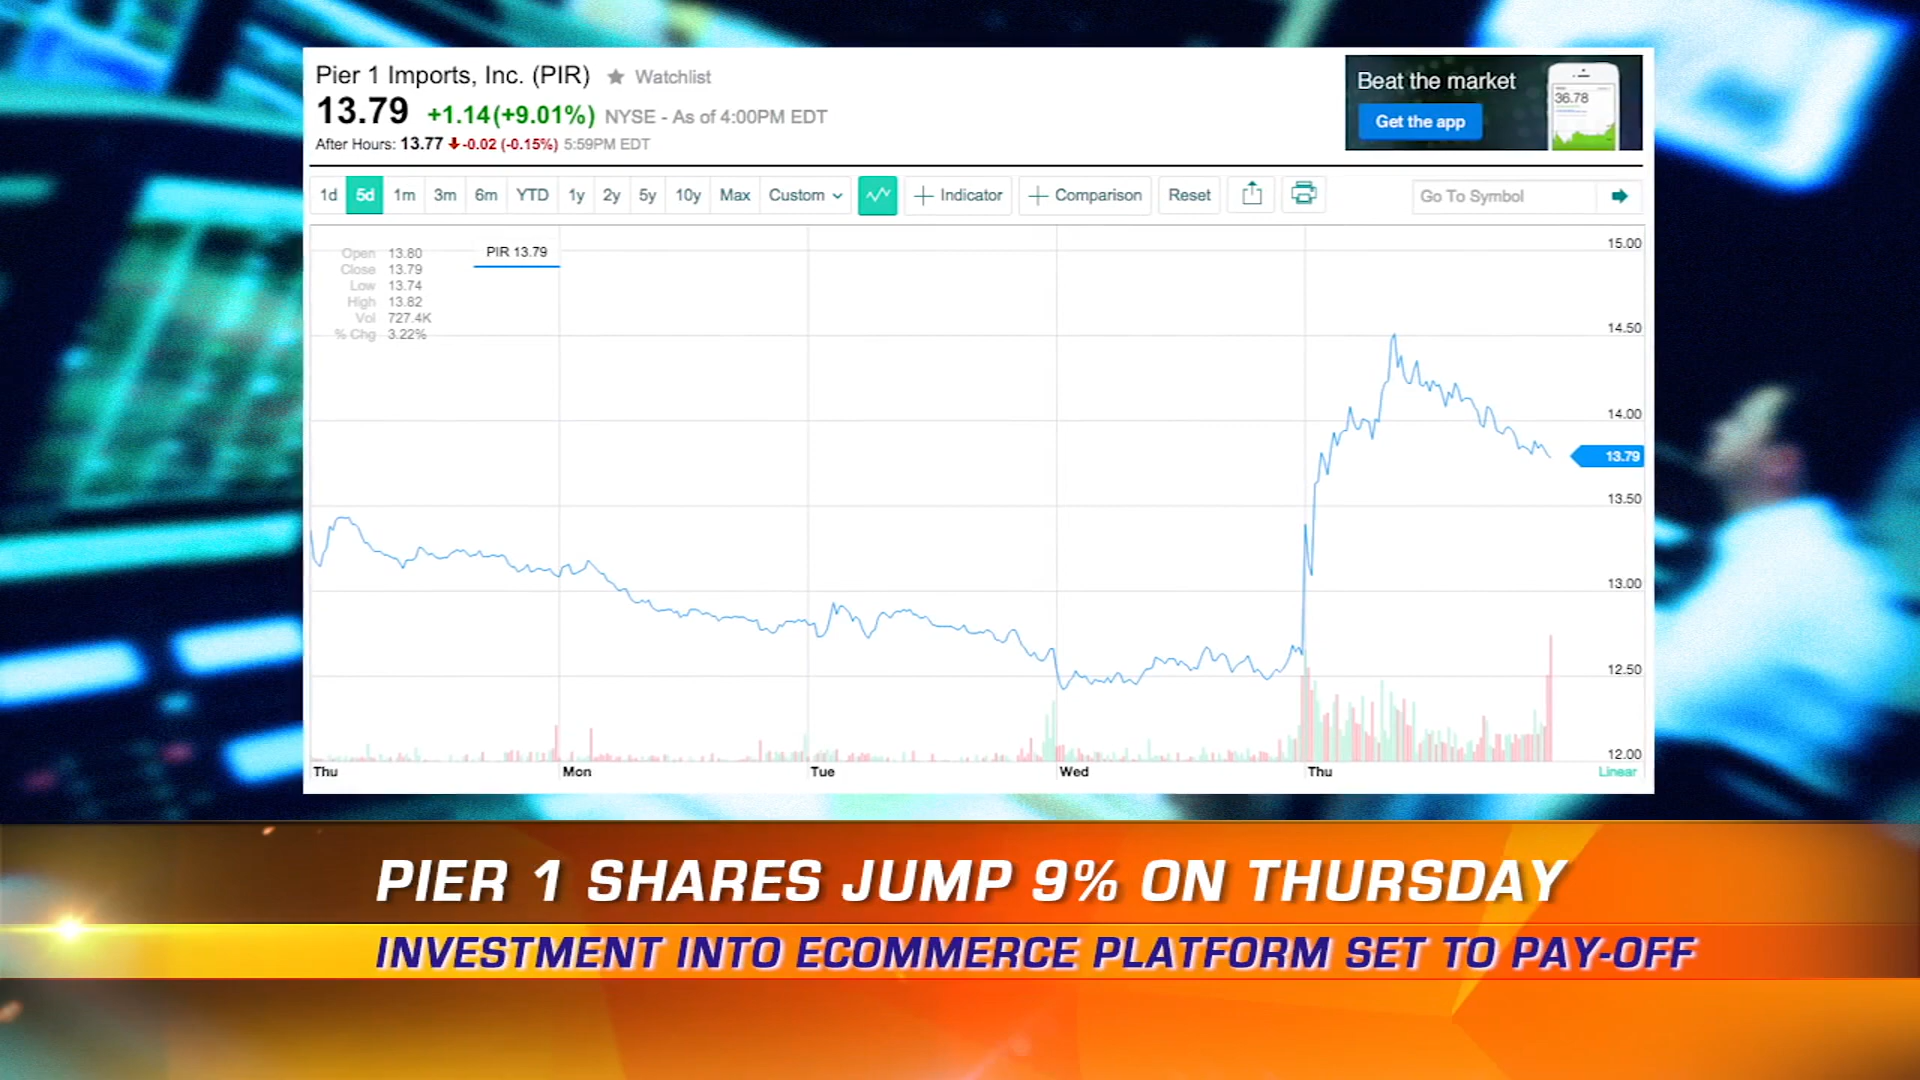 Pier 1 Imports, Inc. (PIR) ★ Watchlist
13.79 +1.14(+9.01%) NYSE - As of 4:00PM EDT
After Hours: 13.77 -0.02 (-0.15%) 5:59PM EDT
Beat the market
Get the app
36.78
1d 5d 1m 3m 6m YTD 1y 2y 5y 10y Max Custom Indicator Comparison Reset Go To Symbol
Open 13.80
Close 13.79
Low 13.74
High 13.82
Vol 727.4K
% Chg 3.22%
PIR 13.79
15.00
14.50
14.00
13.79
13.50
13.00
12.50
12.00
Thu Mon Tue Wed Thu Linear
PIER 1 SHARES JUMP 9% ON THURSDAY
INVESTMENT INTO ECOMMERCE PLATFORM SET TO PAY-OFF